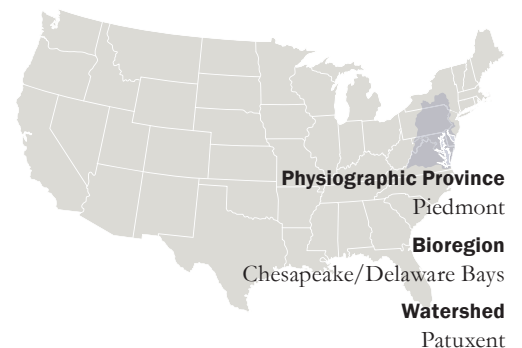 Physiographic Province
Piedmont
Bioregion
Chesapeake/Delaware Bays
Watershed
Patuxent